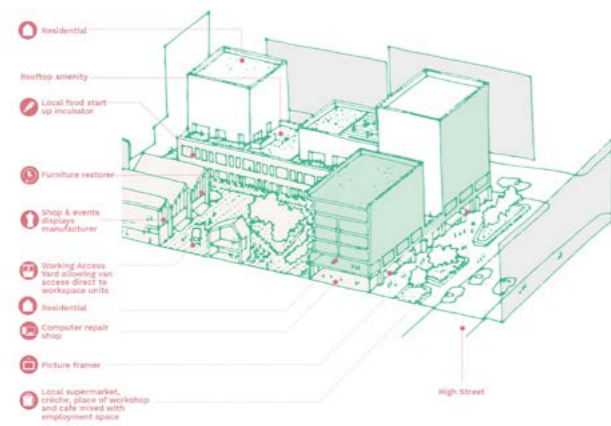 Residential
Rooftop amenity
Local food start
up incubator
Furniture restorer
Shop & events
displays
manufacturer
Working Access
Yard allowing van
access direct to
workspace units
Residential
Computer repair
shop
Picture framer
High Street
Local supermarket,
crèche, place of workshop
and cafe mixed with
employment space